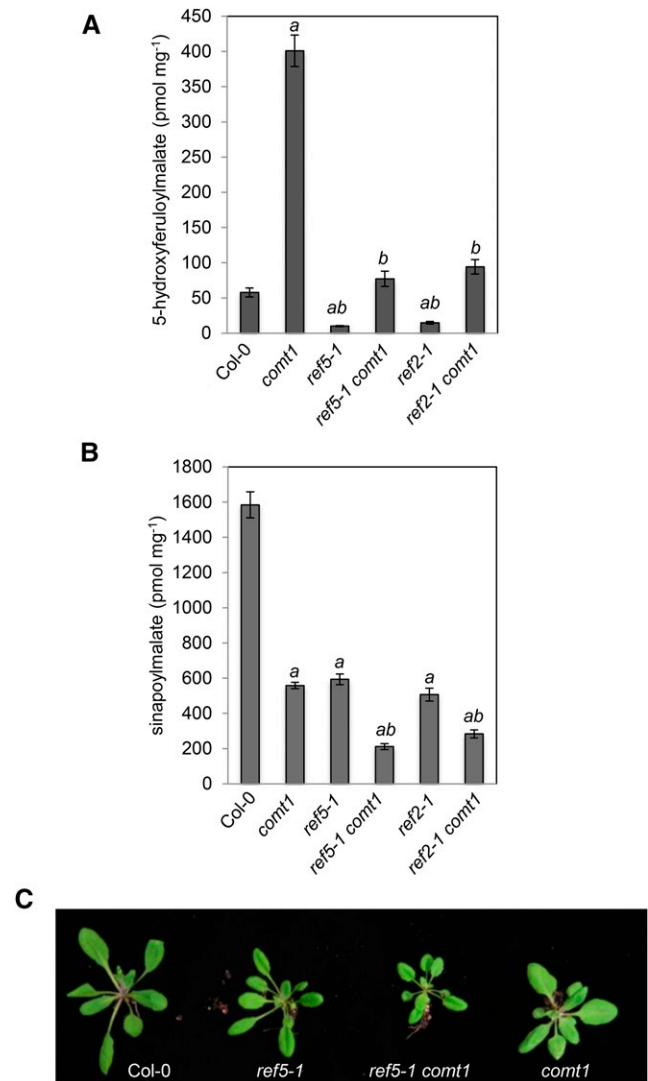 A
5-hydroxyferuloylmalate (pmol mg⁻¹)
450
400
350
300
250
200
150
100
50
0
a
ab
b
ab
b
Col-0
comt1
ref5-1
ref5-1 comt1
ref2-1
ref2-1 comt1
B
sinapoylmalate (pmol mg⁻¹)
1800
1600
1400
1200
1000
800
600
400
200
0
a
a
ab
a
ab
Col-0
comt1
ref5-1
ref5-1 comt1
ref2-1
ref2-1 comt1
C
Col-0
ref5-1
ref5-1 comt1
comt1